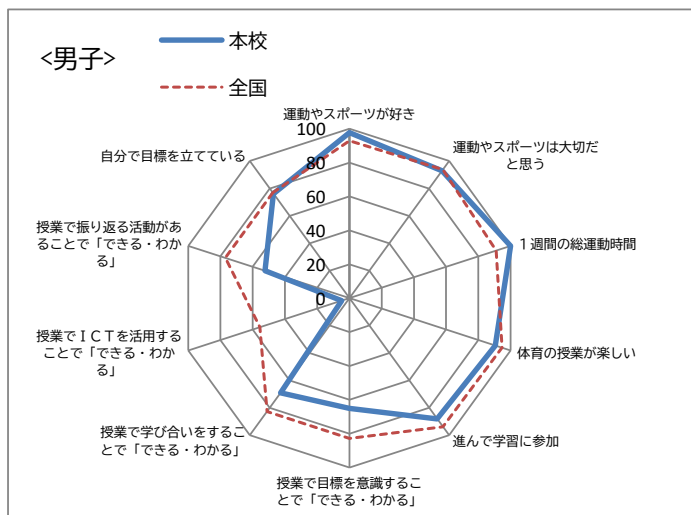 <男子>
本校
全国
運動やスポーツが好き
運動やスポーツは大切だ
と思う
１週間の総運動時間
体育の授業が楽しい
進んで学習に参加
授業で目標を意識するこ
とで「できる・わかる」
授業で学び合いをするこ
とで「できる・わかる」
授業でＩＣＴを活用する
ことで「できる・わか
る」
授業で振り返る活動があ
ることで「できる・わか
る」
自分で目標を立てている
100
80
60
40
20
0